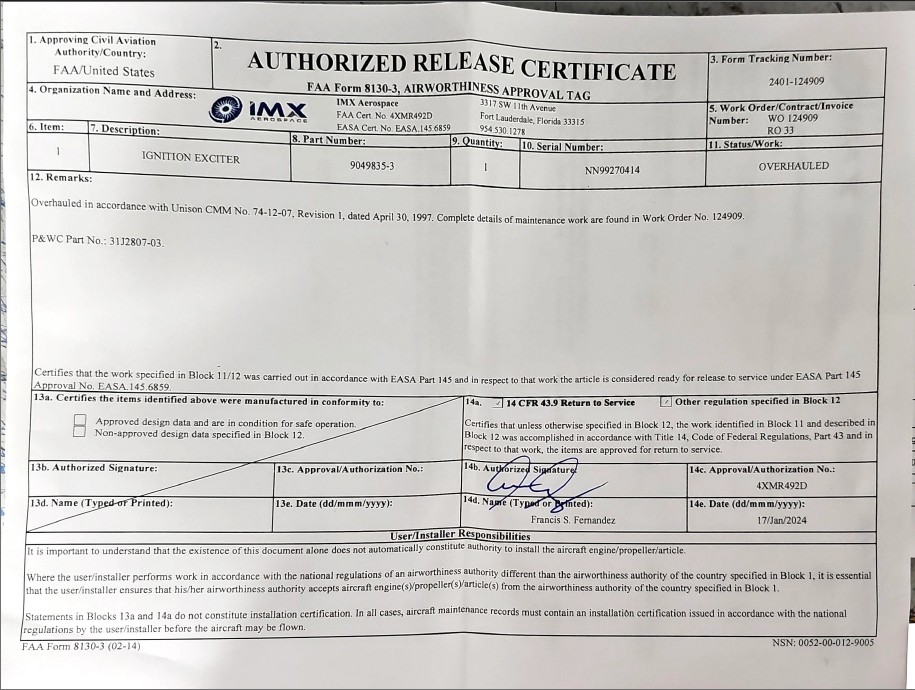 1. Approving Civil Aviation
Authority/Country:
FAA/United States
2.
AUTHORIZED RELEASE CERTIFICATE
FAA Form 8130-3, AIRWORTHINESS APPROVAL TAG
3. Form Tracking Number:
2401-124909
4. Organization Name and Address:
IMX
AEROSPACE
IMX Aerospace
FAA Cert. No. 4XMR492D
EASA Cert. No. EASA.145.6859
3317 SW 11th Avenue
Fort Lauderdale, Florida 33315
954.530.1278
5. Work Order/Contract/Invoice
Number: WO 124909
RO 33
6. Item:
1
7. Description:
IGNITION EXCITER
8. Part Number:
9049835-3
9. Quantity:
1
10. Serial Number:
NN99270414
11. Status/Work:
OVERHAULED
12. Remarks:
Overhauled in accordance with Unison CMM No. 74-12-07, Revision 1, dated April 30, 1997. Complete details of maintenance work are found in Work Order No. 124909.
P&WC Part No.: 31J2807-03.
Certifies that the work specified in Block 11/12 was carried out in accordance with EASA Part 145 and in respect to that work the article is considered ready for release to service under EASA Part 145
Approval No. EASA.145.6859.
13a. Certifies the items identified above were manufactured in conformity to:
Approved design data and are in condition for safe operation.
Non-approved design data specified in Block 12.
14a. ✓ 14 CFR 43.9 Return to Service ✓ Other regulation specified in Block 12
Certifies that unless otherwise specified in Block 12, the work identified in Block 11 and described in
Block 12 was accomplished in accordance with Title 14, Code of Federal Regulations, Part 43 and in
respect to that work, the items are approved for return to service.
13b. Authorized Signature:
13c. Approval/Authorization No.:
14b. Authorized Signature:
14c. Approval/Authorization No.:
4XMR492D
13d. Name (Typed or Printed):
13e. Date (dd/mmm/yyyy):
14d. Name (Typed or Printed):
Francis S. Fernandez
14e. Date (dd/mmm/yyyy):
17/Jan/2024
User/Installer Responsibilities
It is important to understand that the existence of this document alone does not automatically constitute authority to install the aircraft engine/propeller/article.
Where the user/installer performs work in accordance with the national regulations of an airworthiness authority different than the airworthiness authority of the country specified in Block 1, it is essential
that the user/installer ensures that his/her airworthiness authority accepts aircraft engine(s)/propeller(s)/article(s) from the airworthiness authority of the country specified in Block 1.
Statements in Blocks 13a and 14a do not constitute installation certification. In all cases, aircraft maintenance records must contain an installation certification issued in accordance with the national
regulations by the user/installer before the aircraft may be flown.
FAA Form 8130-3 (02-14)
NSN: 0052-00-012-9005